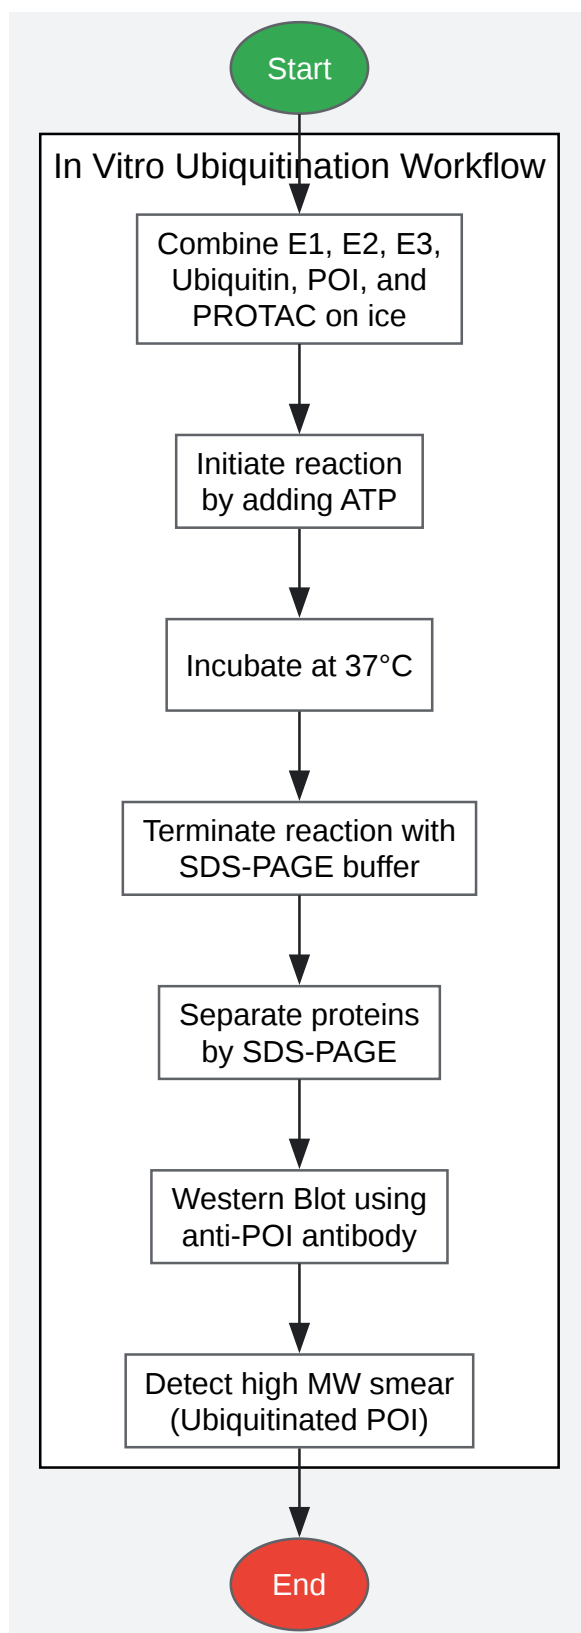 Start
In Vitro Ubiquitination Workflow
Combine E1, E2, E3,
Ubiquitin, POI, and
PROTAC on ice
Initiate reaction
by adding ATP
Incubate at 37°C
Terminate reaction with
SDS-PAGE buffer
Separate proteins
by SDS-PAGE
Western Blot using
anti-POI antibody
Detect high MW smear
(Ubiquitinated POI)
End